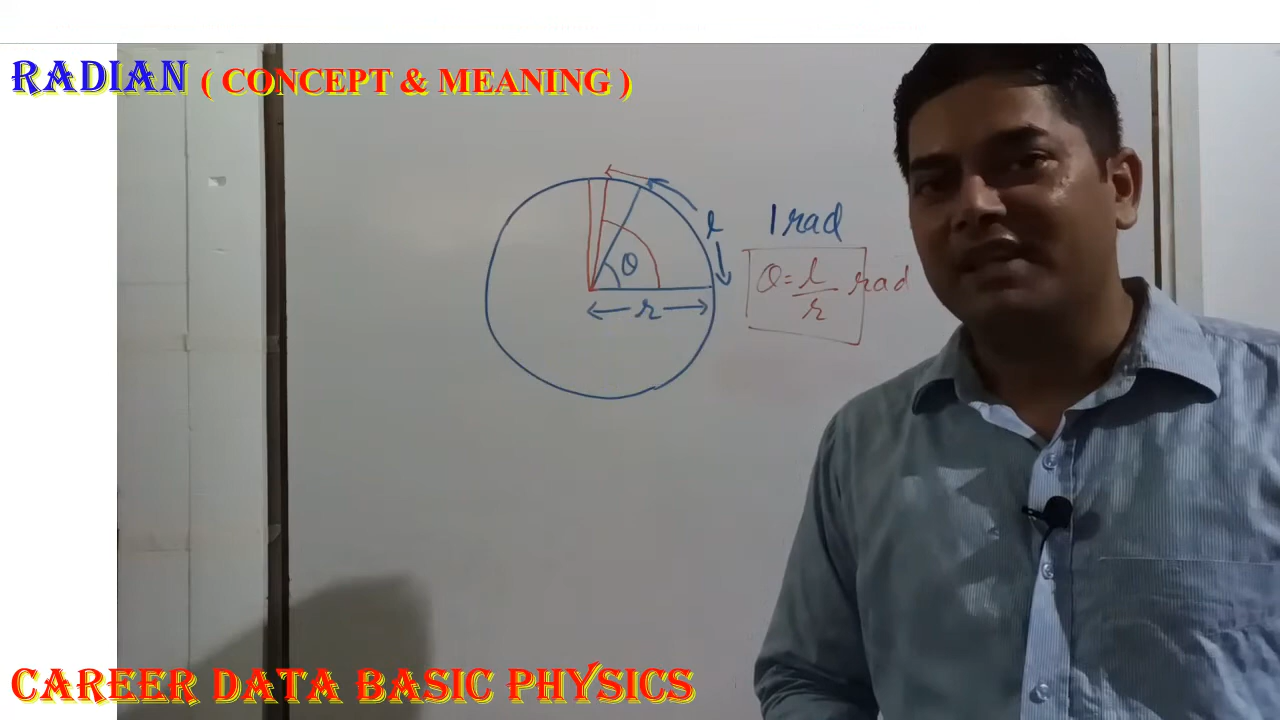 RADIAN ( CONCEPT & MEANING )
l
1 rad
θ
θ = l/r rad
r
CAREER DATA BASIC PHYSICS